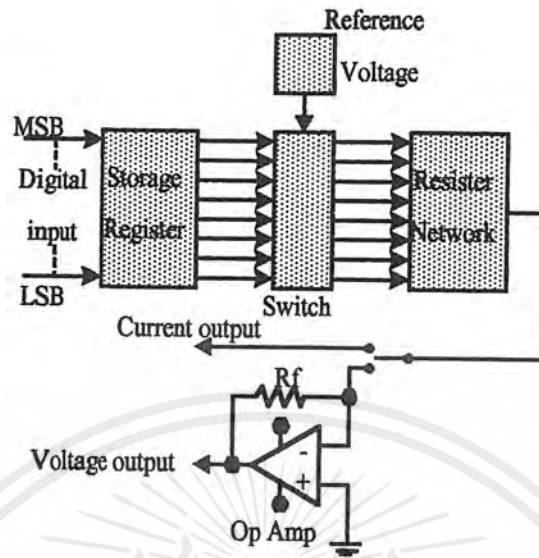 Reference
Voltage
MSB
Digital
input
LSB
Storage
Register
Switch
Resister
Network
Current output
Rf
-
+
Voltage output
Op Amp